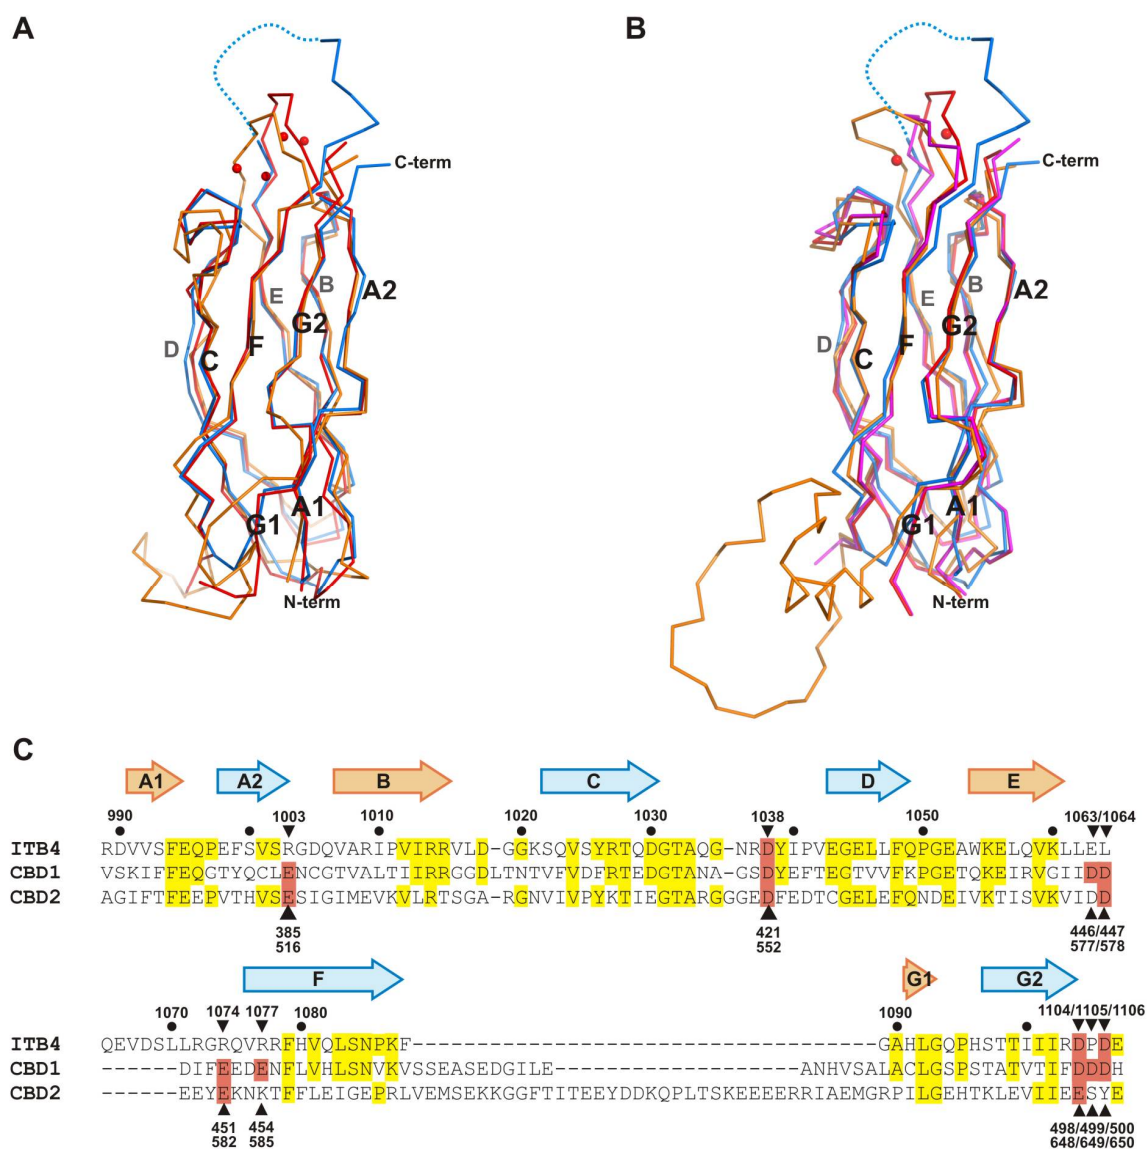 A
B
C-term
C-term
A2
A2
B
E
B
E
G2
G2
D
C
F
D
C
F
A1
G1
A1
G1
N-term
N-term
C
A1 A2 B C D E
990 1003 1010 1020 1030 1038 1050 1063/1064
ITB4 RDVVSFEQPEFSVSRGDQVARIPVIRRVLD-GGKSQVSYRTQDGTAQG-NRDYIPVEGELLFQPGEAWKELQVKLLEL
CBD1 VSKIFFEQGTYQCLENCGTVALTIIRRGGDLTNTVFVDFRTEDGTANA-GSDYEFTEGTVVFKPGETQKEIRVGIIDD
CBD2 AGIFTFEEPVTHVSESIGIMEVKVLRTSGA-RGNVIVPYKTIEGTARGGGEDFEDTCGELEFQNDEIVKTISVKVIDD
385 421 446/447
516 552 577/578
F G1 G2
1070 1074 1077 1080 1090 1104/1105/1106
ITB4 QEVDSLLRGRQVRRFHVQLSNPKF------------------------------------GAHLGQPHSTTIIIRDPDE
CBD1 ------DIFEEDENFLVHLSNVKVSSEASEDGILE-------------------ANHVSALACLGSPSTATVTIFDDDH
CBD2 ------EEYEKNKTFFLEIGEPRLVEMSEKKGGFTITEEYDDKQPLTSKEEEERRIAEMGRPILGEHTKLEVIIEESYE
451 454 498/499/500
582 585 648/649/650